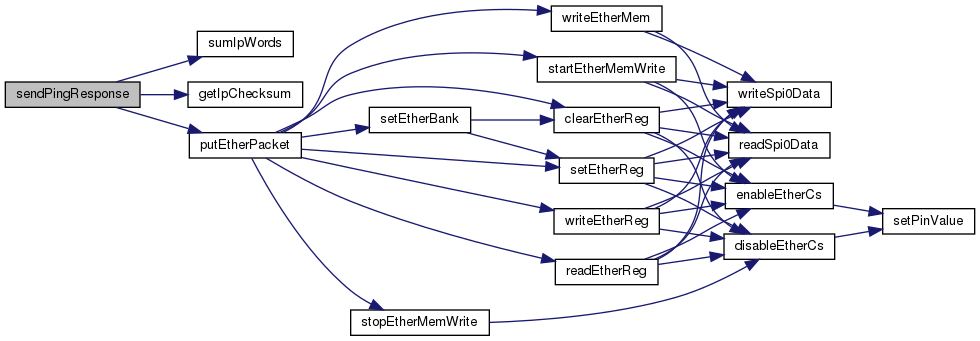 sendPingResponse
sumIpWords
getIpChecksum
putEtherPacket
setEtherBank
stopEtherMemWrite
writeEtherMem
startEtherMemWrite
clearEtherReg
setEtherReg
writeEtherReg
readEtherReg
writeSpi0Data
readSpi0Data
enableEtherCs
disableEtherCs
setPinValue